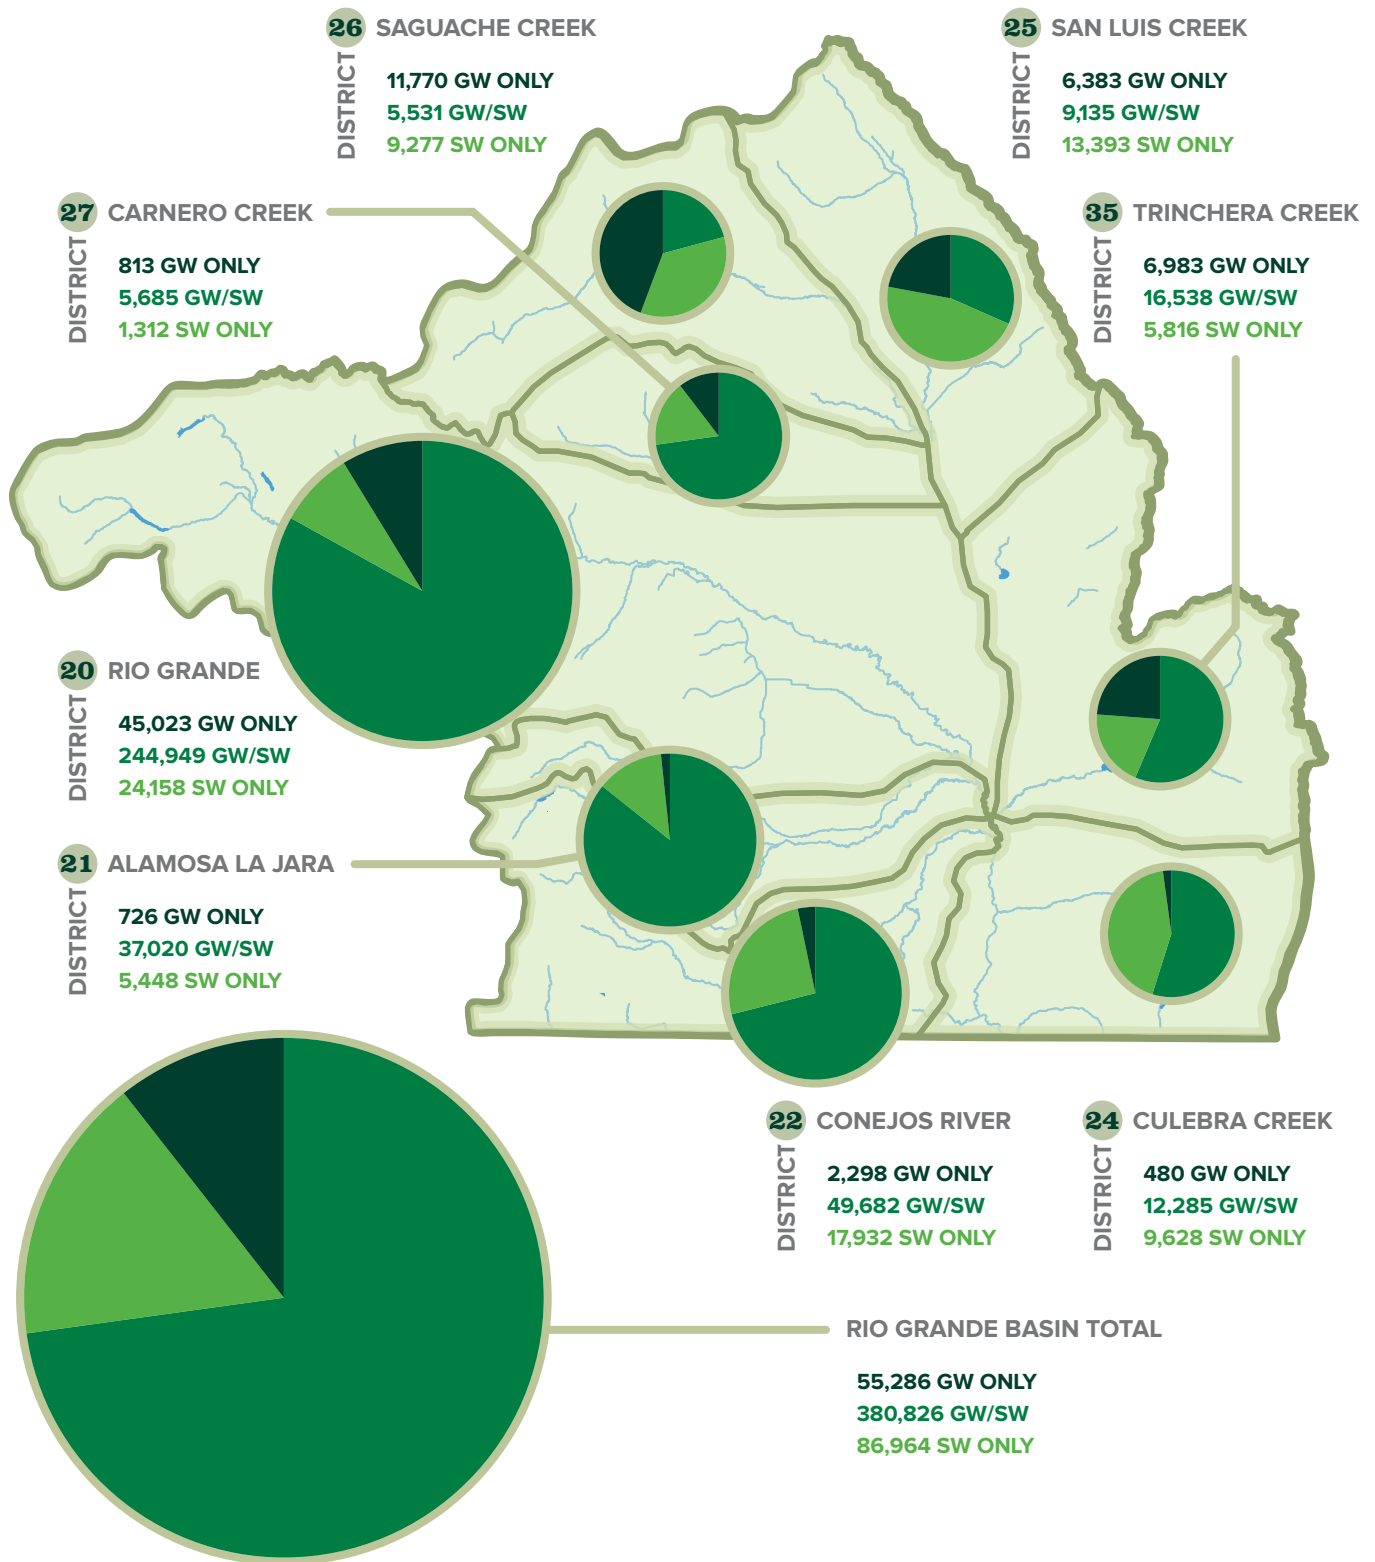 26 SAGUACHE CREEK
DISTRICT
11,770 GW ONLY
5,531 GW/SW
9,277 SW ONLY
25 SAN LUIS CREEK
DISTRICT
6,383 GW ONLY
9,135 GW/SW
13,393 SW ONLY
27 CARNERO CREEK
DISTRICT
813 GW ONLY
5,685 GW/SW
1,312 SW ONLY
35 TRINCHERA CREEK
DISTRICT
6,983 GW ONLY
16,538 GW/SW
5,816 SW ONLY
20 RIO GRANDE
DISTRICT
45,023 GW ONLY
244,949 GW/SW
24,158 SW ONLY
21 ALAMOSA LA JARA
DISTRICT
726 GW ONLY
37,020 GW/SW
5,448 SW ONLY
22 CONEJOS RIVER
DISTRICT
2,298 GW ONLY
49,682 GW/SW
17,932 SW ONLY
24 CULEBRA CREEK
DISTRICT
480 GW ONLY
12,285 GW/SW
9,628 SW ONLY
RIO GRANDE BASIN TOTAL
55,286 GW ONLY
380,826 GW/SW
86,964 SW ONLY